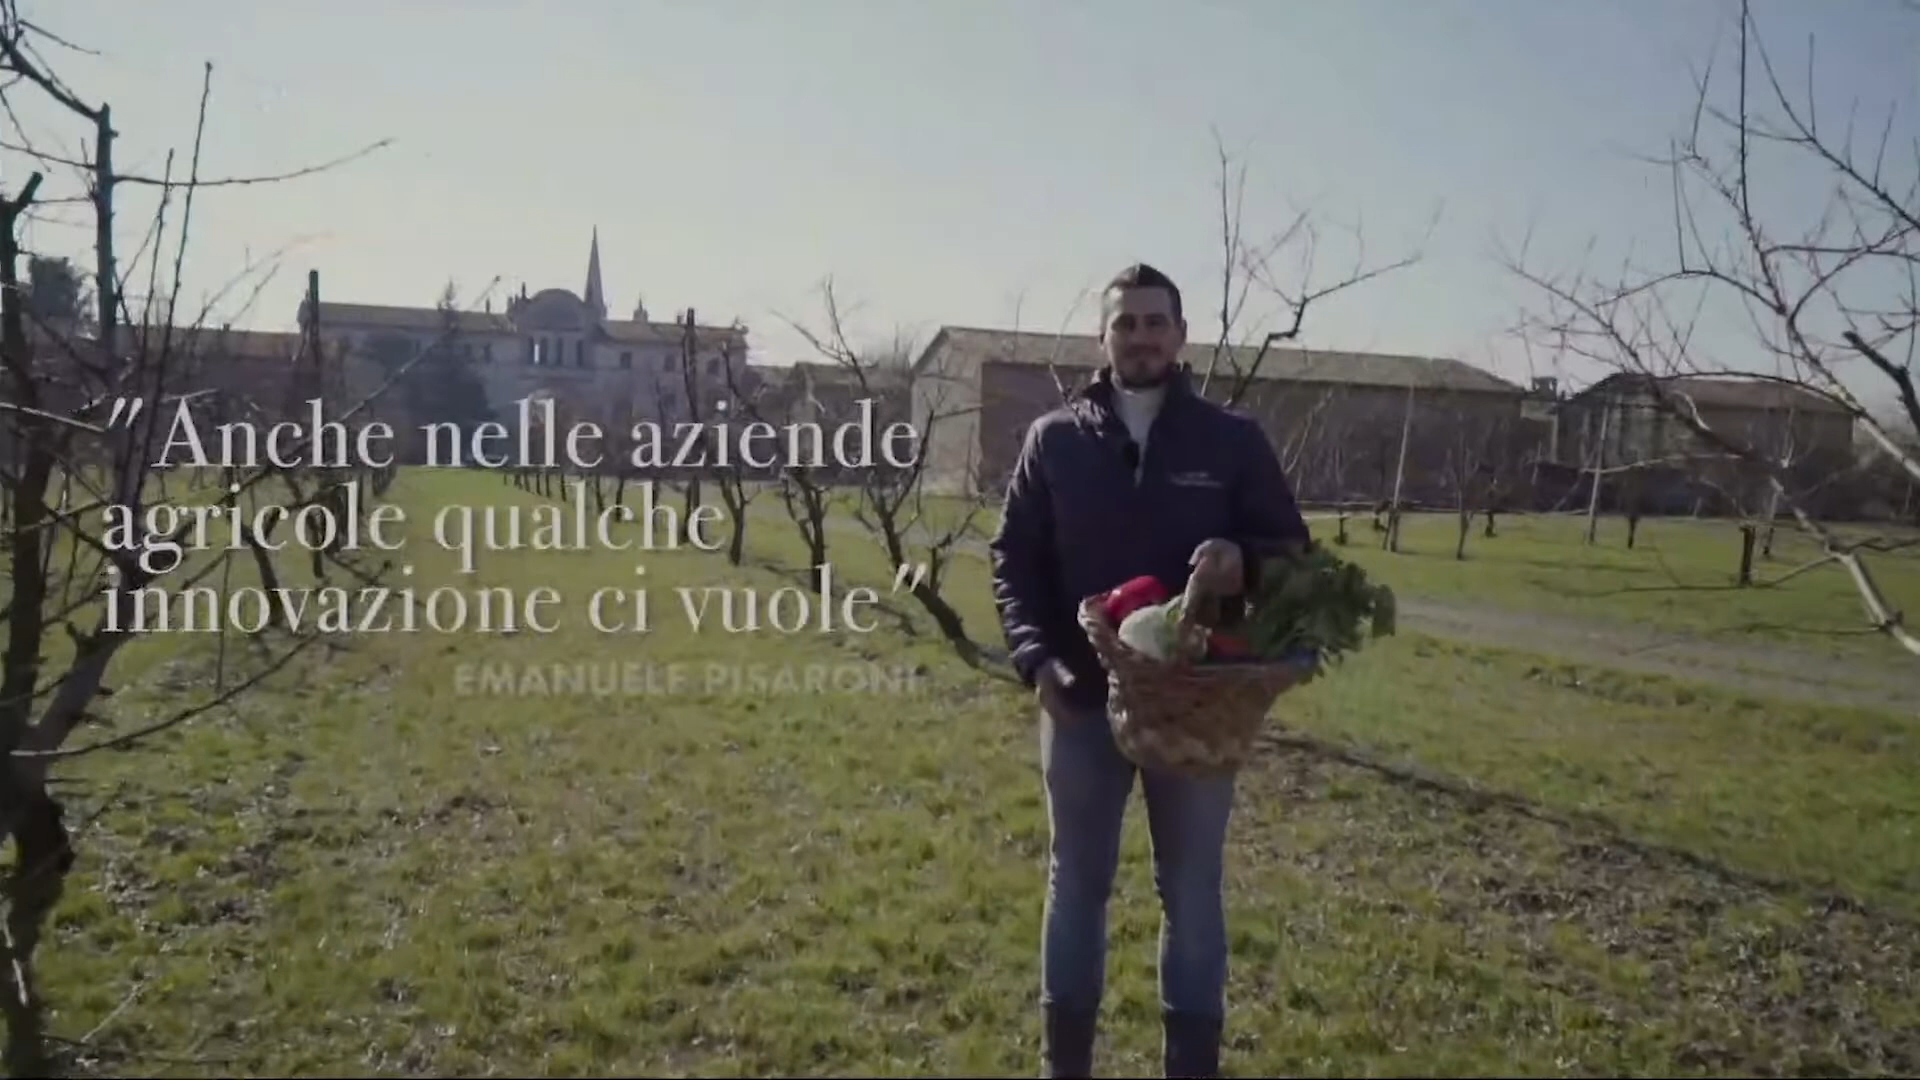 "Anche nelle aziende
agricole qualche
innovazione ci vuole"
EMANUELE PISARONI